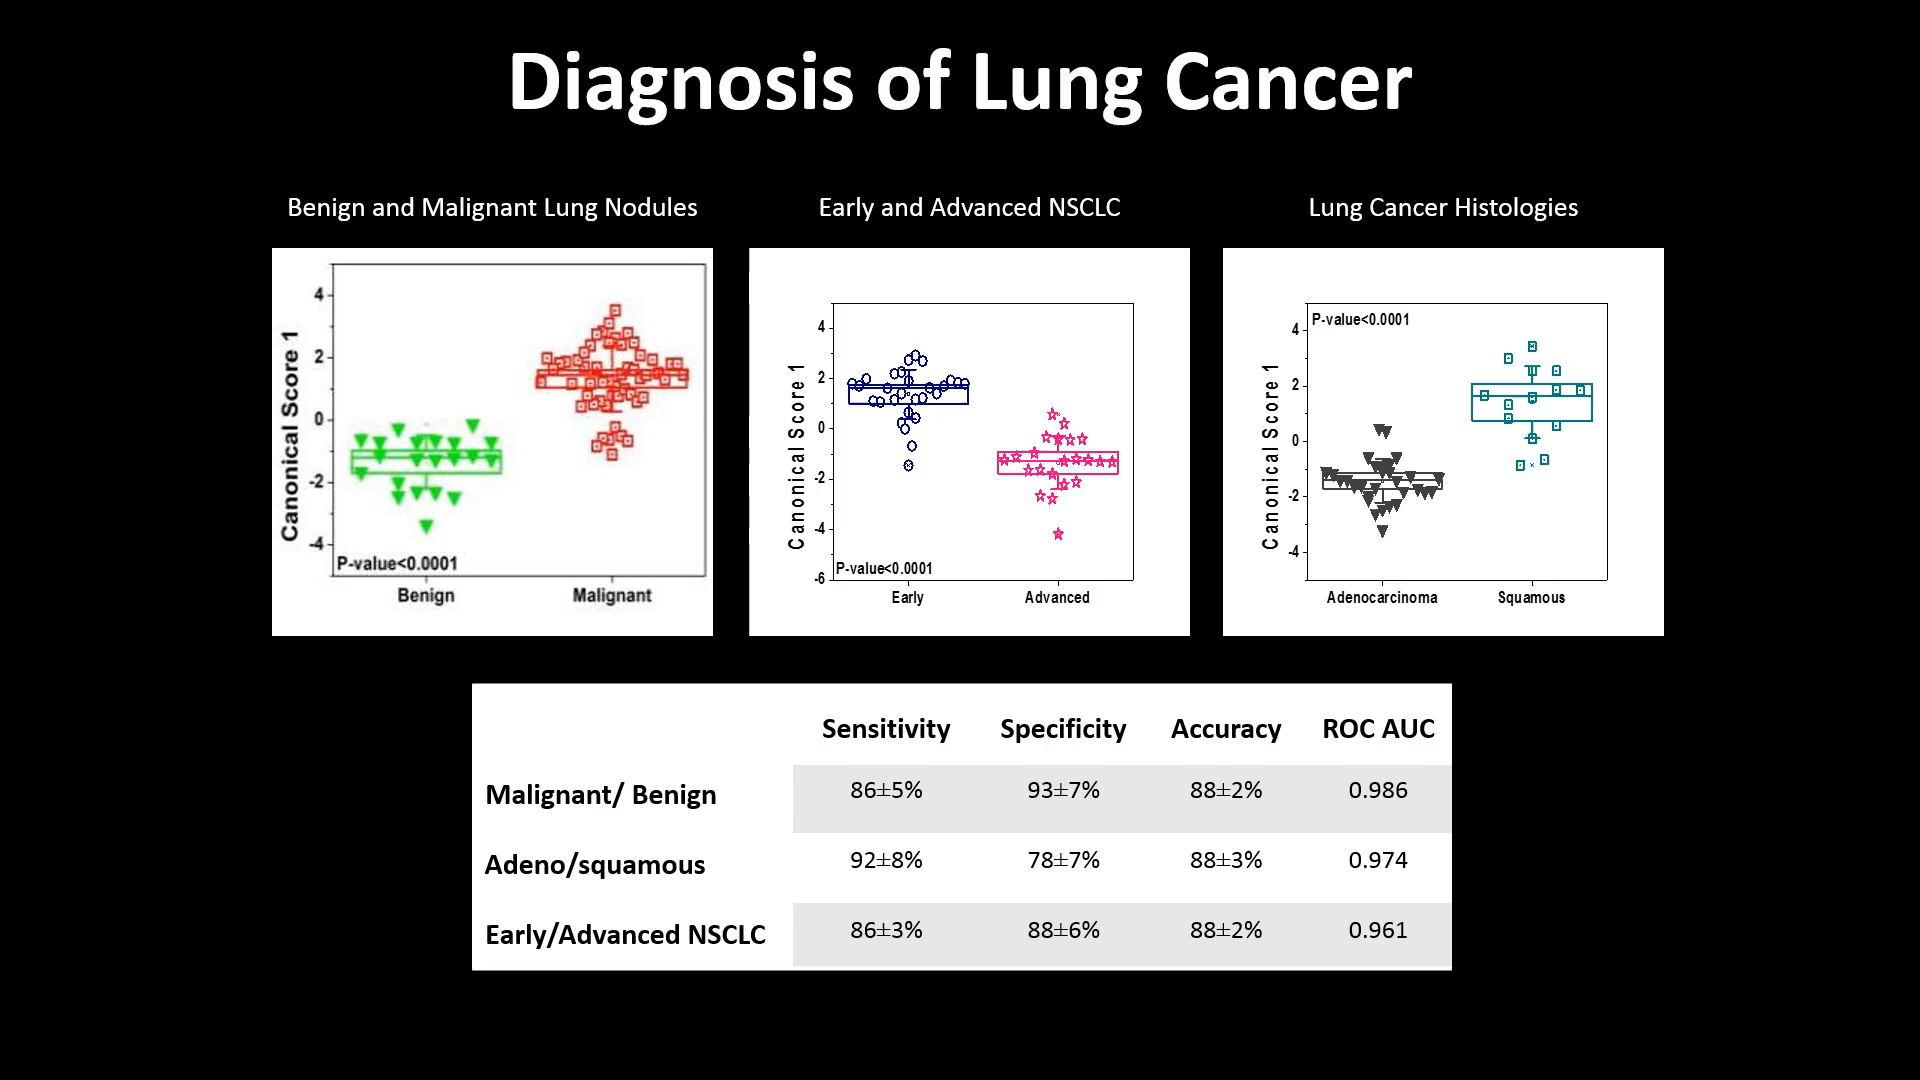 Diagnosis of Lung Cancer
Benign and Malignant Lung Nodules
Early and Advanced NSCLC
Lung Cancer Histologies
Canonical Score 1
4
2
0
-2
-4
P-value<0.0001
Benign
Malignant
Canonical Score 1
4
2
0
-2
-4
-6
P-value<0.0001
Early
Advanced
Canonical Score 1
P-value<0.0001
4
2
0
-2
-4
Adenocarcinoma
Squamous
Sensitivity Specificity Accuracy ROC AUC
Malignant/ Benign 86±5% 93±7% 88±2% 0.986
Adeno/squamous 92±8% 78±7% 88±3% 0.974
Early/Advanced NSCLC 86±3% 88±6% 88±2% 0.961